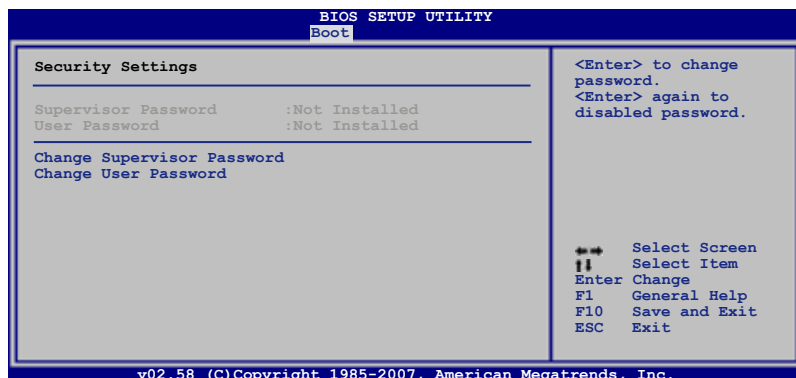 BIOS SETUP UTILITY
Boot
Security Settings
Supervisor Password :Not Installed
User Password :Not Installed
Change Supervisor Password
Change User Password
<Enter> to change
password.
<Enter> again to
disabled password.
Select Screen
Select Item
Enter Change
F1 General Help
F10 Save and Exit
ESC Exit
v02.58 (C)Copyright 1985-2007, American Megatrends, Inc.